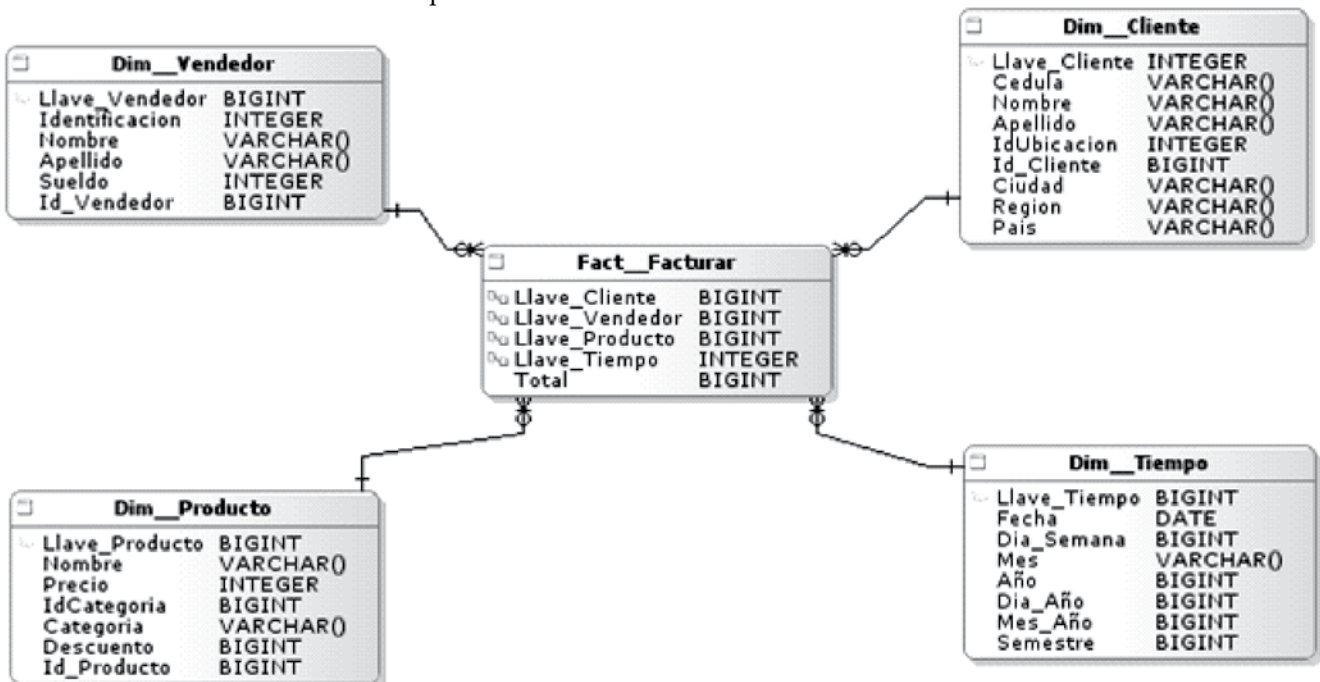 Dim__Vendedor
Llave_Vendedor BIGINT
Identificacion INTEGER
Nombre VARCHAR()
Apellido VARCHAR()
Sueldo INTEGER
Id_Vendedor BIGINT
Dim__Cliente
Llave_Cliente INTEGER
Cedula VARCHAR()
Nombre VARCHAR()
Apellido VARCHAR()
IdUbicacion INTEGER
Id_Cliente BIGINT
Ciudad VARCHAR()
Region VARCHAR()
Pais VARCHAR()
Fact__Facturar
Llave_Cliente BIGINT
Llave_Vendedor BIGINT
Llave_Producto BIGINT
Llave_Tiempo INTEGER
Total BIGINT
Dim__Producto
Llave_Producto BIGINT
Nombre VARCHAR()
Precio INTEGER
IdCategoria BIGINT
Categoria VARCHAR()
Descuento BIGINT
Id_Producto BIGINT
Dim__Tiempo
Llave_Tiempo BIGINT
Fecha DATE
Dia_Semana BIGINT
Mes VARCHAR()
Año BIGINT
Dia_Año BIGINT
Mes_Año BIGINT
Semestre BIGINT